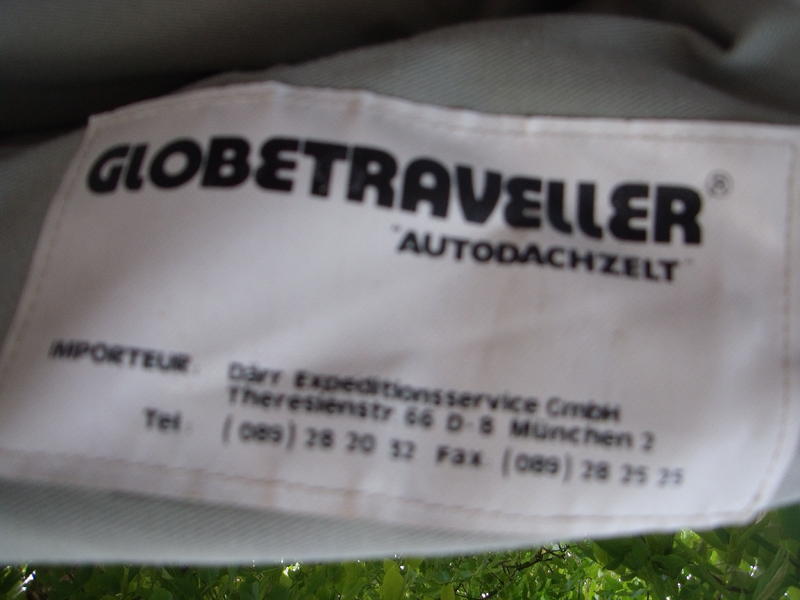 GLOBETRAVELLER®
"AUTODACHZELT"
IMPORTEUR: Därr Expeditionsservice GmbH
Theresienstr 66 D-8 München 2
Tel. (089) 28 20 32 Fax (089) 28 25 25